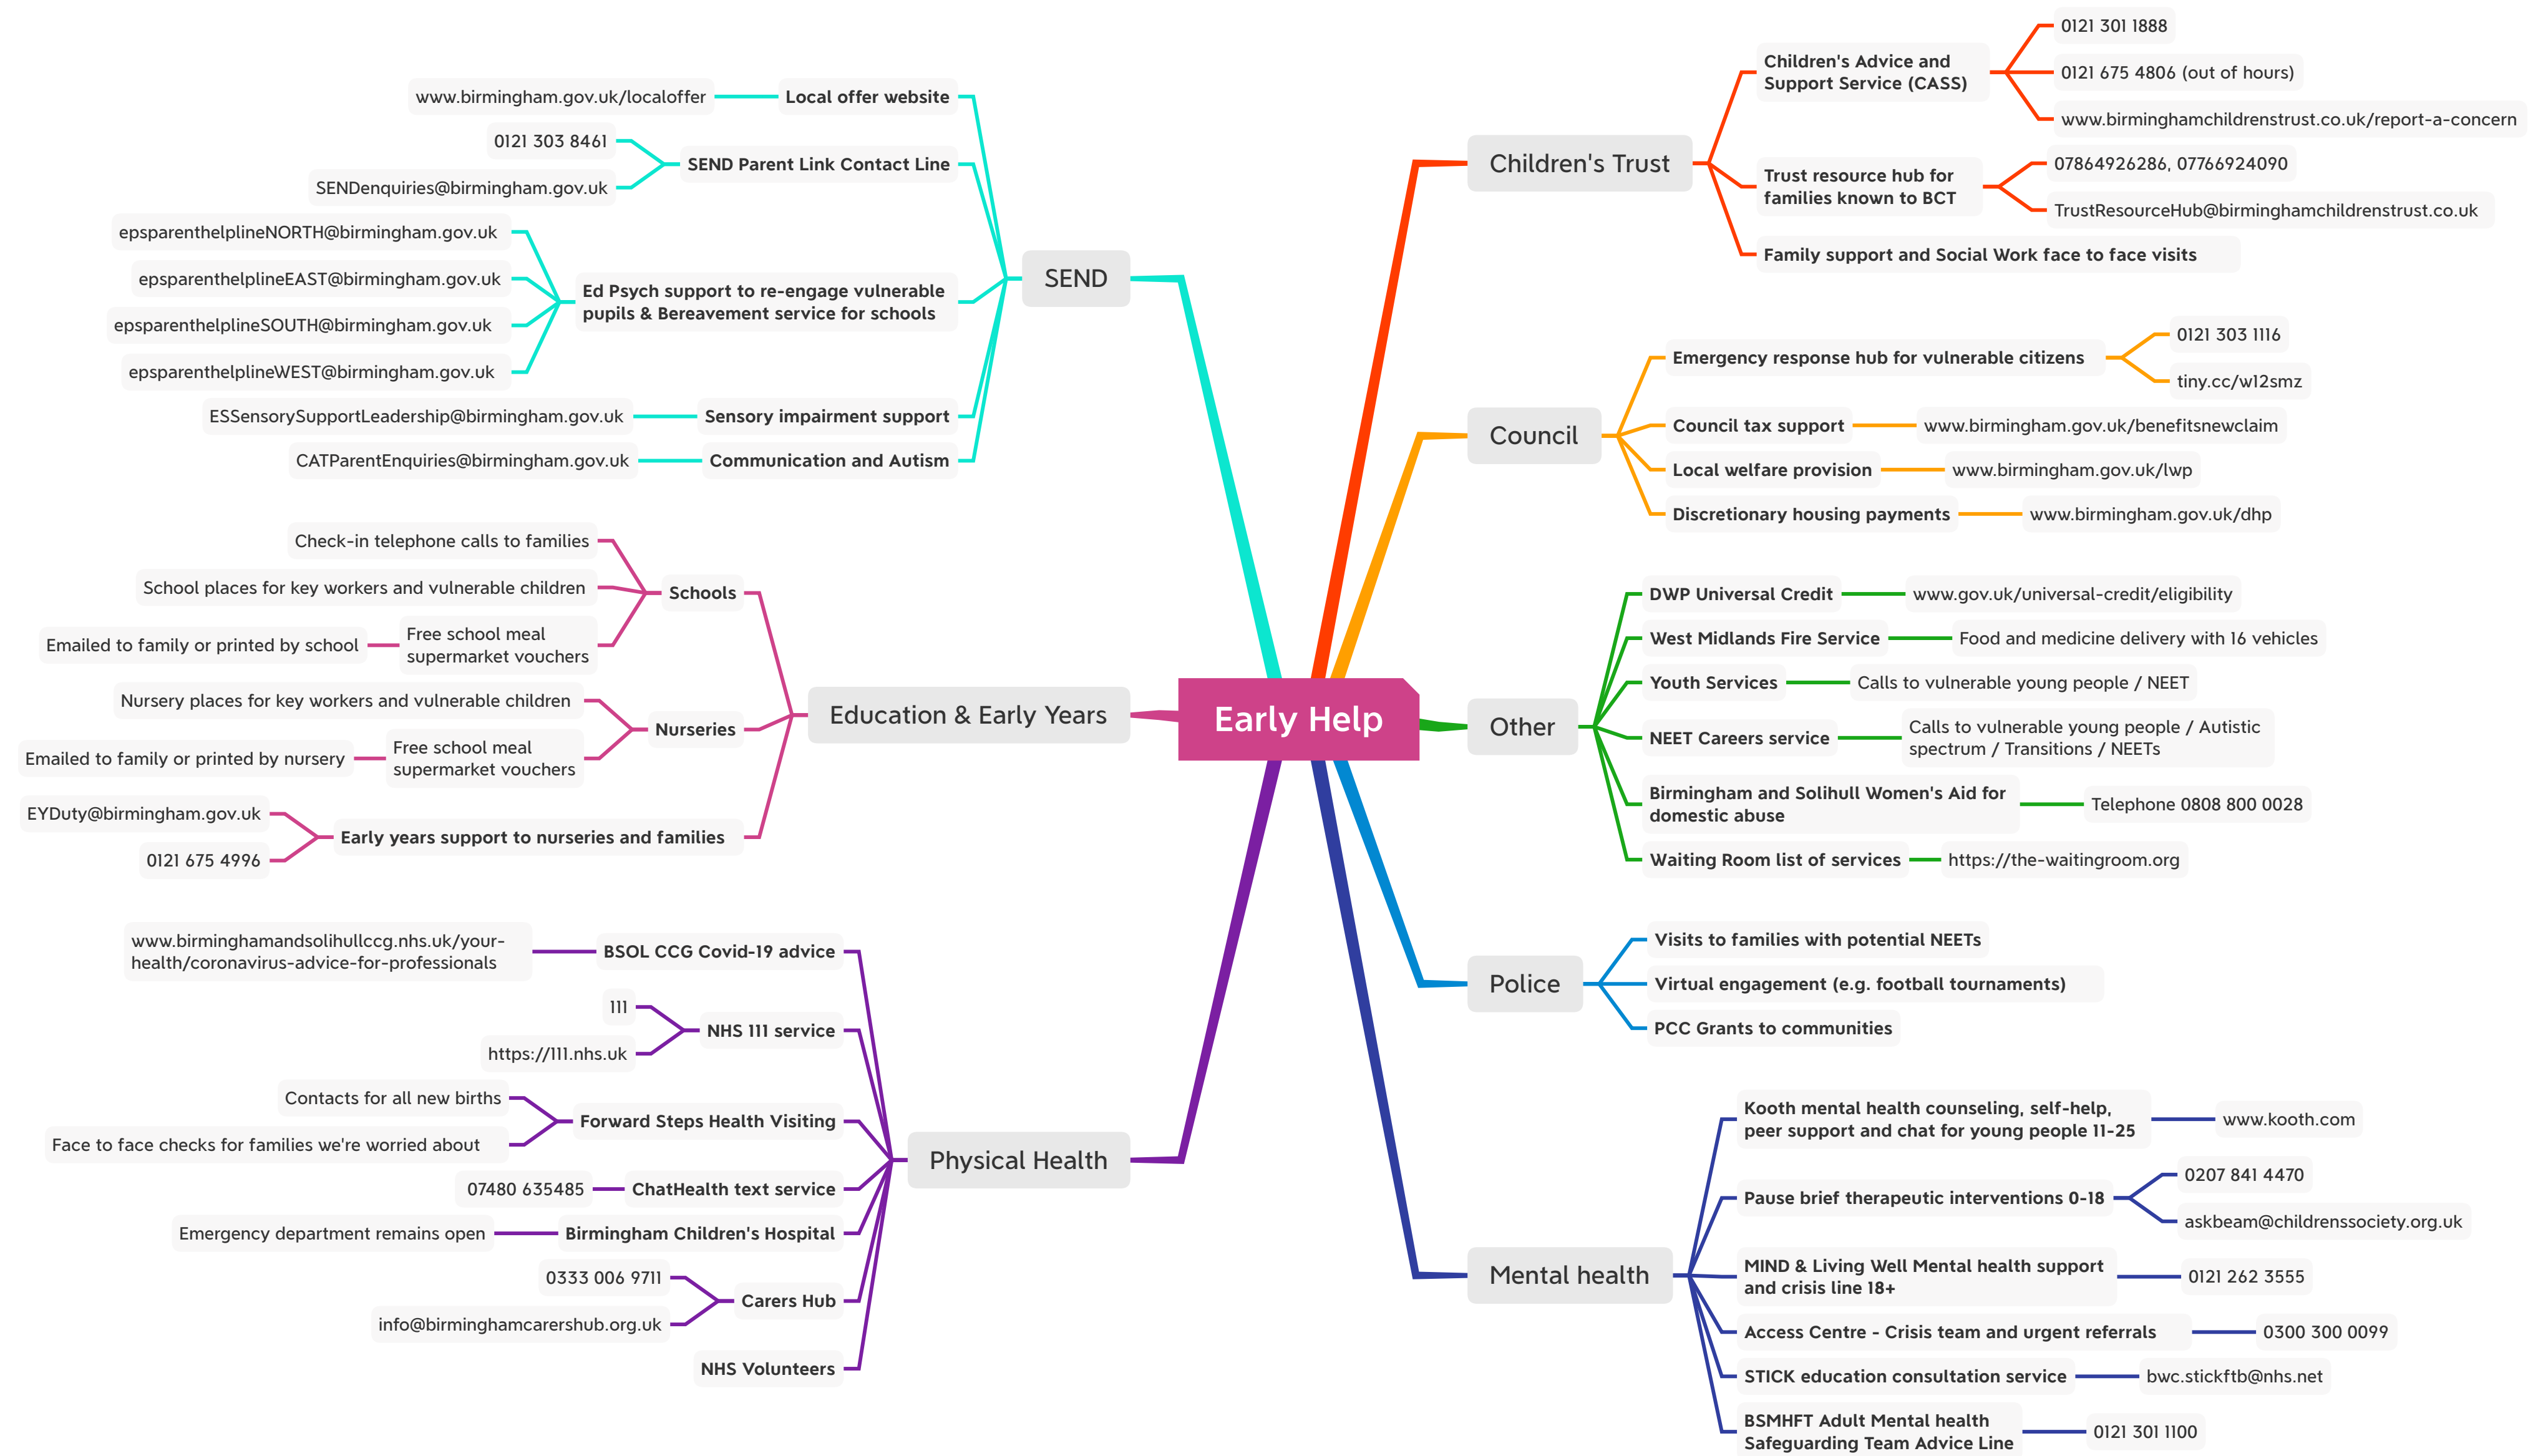 Early Help
SEND
Local offer website
www.birmingham.gov.uk/localoffer
SEND Parent Link Contact Line
0121 303 8461
SENDenquiries@birmingham.gov.uk
Ed Psych support to re-engage vulnerable
pupils & Bereavement service for schools
epsparenthelplineNORTH@birmingham.gov.uk
epsparenthelplineEAST@birmingham.gov.uk
epsparenthelplineSOUTH@birmingham.gov.uk
epsparenthelplineWEST@birmingham.gov.uk
Sensory impairment support
ESSensorySupportLeadership@birmingham.gov.uk
Communication and Autism
CATParentEnquiries@birmingham.gov.uk
Education & Early Years
Schools
Check-in telephone calls to families
School places for key workers and vulnerable children
Free school meal
supermarket vouchers
Emailed to family or printed by school
Nurseries
Nursery places for key workers and vulnerable children
Free school meal
supermarket vouchers
Emailed to family or printed by nursery
Early years support to nurseries and families
EYDuty@birmingham.gov.uk
0121 675 4996
Physical Health
BSOL CCG Covid-19 advice
www.birminghamandsolihullccg.nhs.uk/your-
health/coronavirus-advice-for-professionals
NHS 111 service
111
https://111.nhs.uk
Forward Steps Health Visiting
Contacts for all new births
Face to face checks for families we're worried about
ChatHealth text service
07480 635485
Birmingham Children's Hospital
Emergency department remains open
Carers Hub
0333 006 9711
info@birminghamcarershub.org.uk
NHS Volunteers
Children's Trust
Children's Advice and
Support Service (CASS)
0121 301 1888
0121 675 4806 (out of hours)
www.birminghamchildrenstrust.co.uk/report-a-concern
Trust resource hub for
families known to BCT
07864926286, 07766924090
TrustResourceHub@birminghamchildrenstrust.co.uk
Family support and Social Work face to face visits
Council
Emergency response hub for vulnerable citizens
0121 303 1116
tiny.cc/w12smz
Council tax support
www.birmingham.gov.uk/benefitsnewclaim
Local welfare provision
www.birmingham.gov.uk/lwp
Discretionary housing payments
www.birmingham.gov.uk/dhp
Other
DWP Universal Credit
www.gov.uk/universal-credit/eligibility
West Midlands Fire Service
Food and medicine delivery with 16 vehicles
Youth Services
Calls to vulnerable young people / NEET
NEET Careers service
Calls to vulnerable young people / Autistic
spectrum / Transitions / NEETs
Birmingham and Solihull Women's Aid for
domestic abuse
Telephone 0808 800 0028
Waiting Room list of services
https://the-waitingroom.org
Police
Visits to families with potential NEETs
Virtual engagement (e.g. football tournaments)
PCC Grants to communities
Mental health
Kooth mental health counseling, self-help,
peer support and chat for young people 11-25
www.kooth.com
Pause brief therapeutic interventions 0-18
0207 841 4470
askbeam@childrenssociety.org.uk
MIND & Living Well Mental health support
and crisis line 18+
0121 262 3555
Access Centre - Crisis team and urgent referrals
0300 300 0099
STICK education consultation service
bwc.stickftb@nhs.net
BSMHFT Adult Mental health
Safeguarding Team Advice Line
0121 301 1100